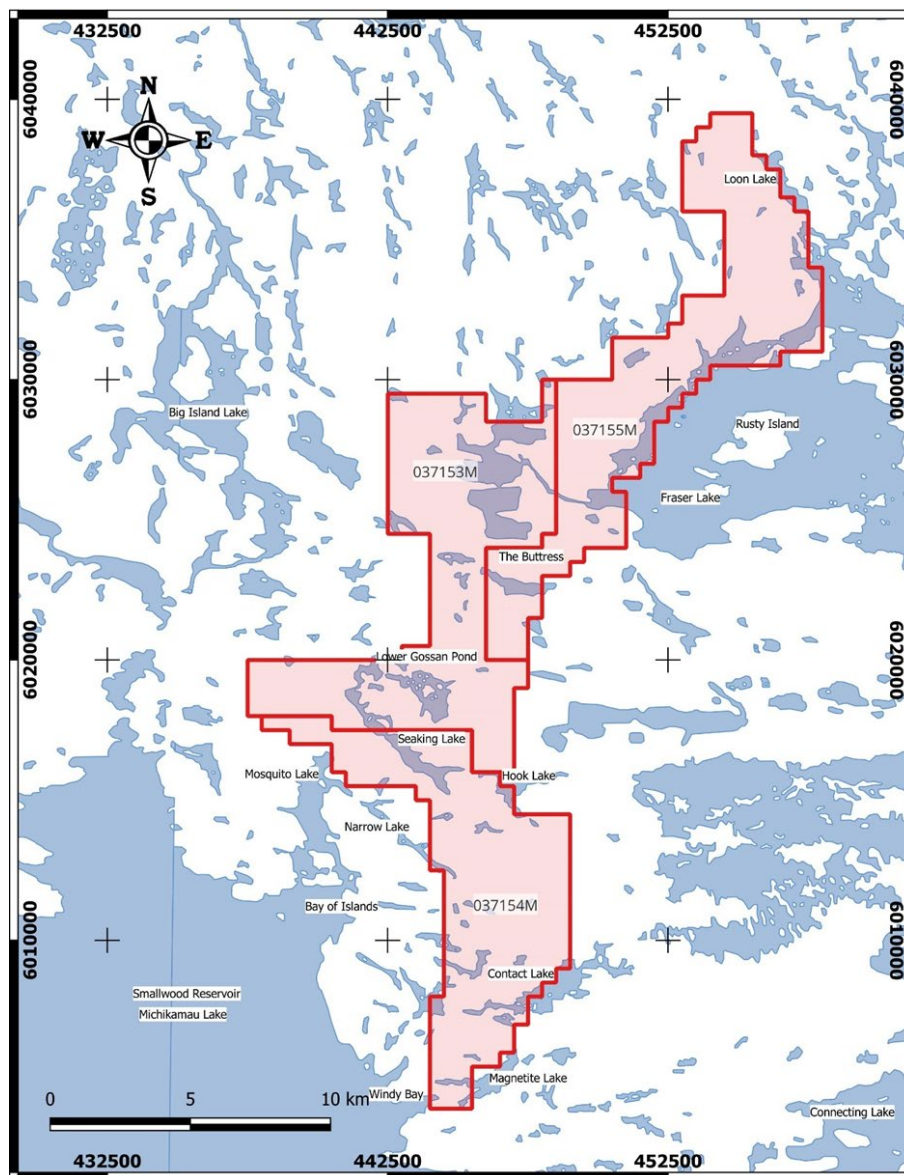 432500
442500
452500
6040000
6040000
N
W
E
S
Loon Lake
6030000
6030000
Big Island Lake
Rusty Island
037155M
037153M
Fraser Lake
The Buttress
6020000
6020000
Lower Gossan Pond
Seaking Lake
Mosquito Lake
Hook Lake
Narrow Lake
037154M
Bay of Islands
6010000
6010000
Contact Lake
Smallwood Reservoir
Michikamau Lake
Magnetite Lake
0
5
10 km
Windy Bay
Connecting Lake
432500
442500
452500